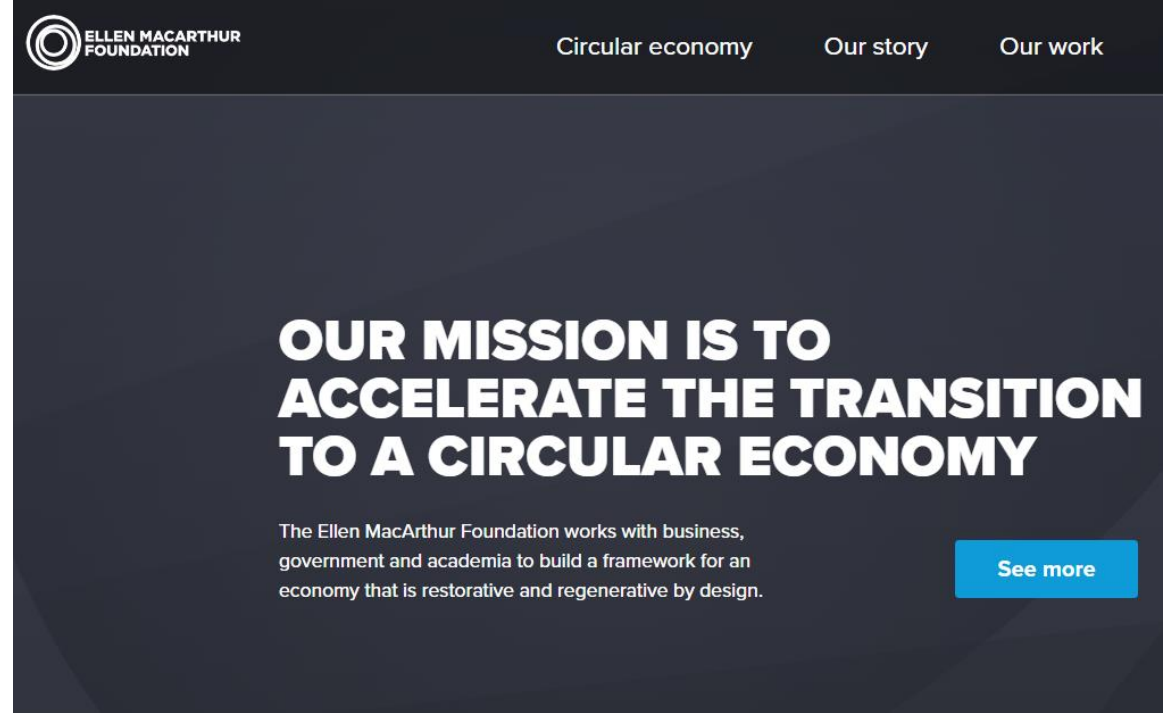 ELLEN MACARTHUR
FOUNDATION
Circular economy
Our story
Our work
OUR MISSION IS TO
ACCELERATE THE TRANSITION
TO A CIRCULAR ECONOMY
The Ellen MacArthur Foundation works with business,
government and academia to build a framework for an
economy that is restorative and regenerative by design.
See more